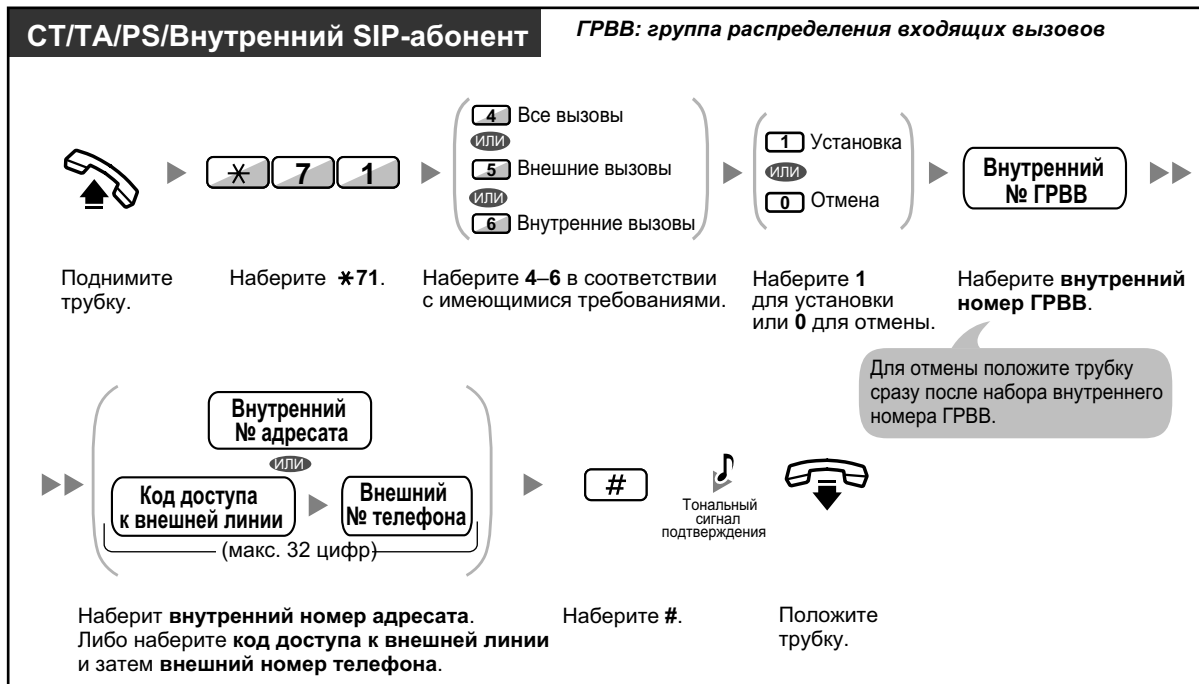 СТ/ТА/PS/Внутренний SIP-абонент
ГРВВ: группа распределения входящих вызовов
4 Все вызовы
ИЛИ
5 Внешние вызовы
ИЛИ
6 Внутренние вызовы
1 Установка
ИЛИ
0 Отмена
7 1
Внутренний
№ ГРВВ
Поднимите
трубку.
Наберите ✳71.
Наберите 4–6 в соответствии
с имеющимися требованиями.
Наберите 1
для установки
или 0 для отмены.
Наберите внутренний
номер ГРВВ.
Для отмены положите трубку
сразу после набора внутреннего
номера ГРВВ.
Внутренний
№ адресата
ИЛИ
Код доступа
к внешней линии
Внешний
№ телефона
(макс. 32 цифр)
#
Тональный
сигнал
подтверждения
Наберит внутренний номер адресата.
Либо наберите код доступа к внешней линии
и затем внешний номер телефона.
Наберите #.
Положите
трубку.